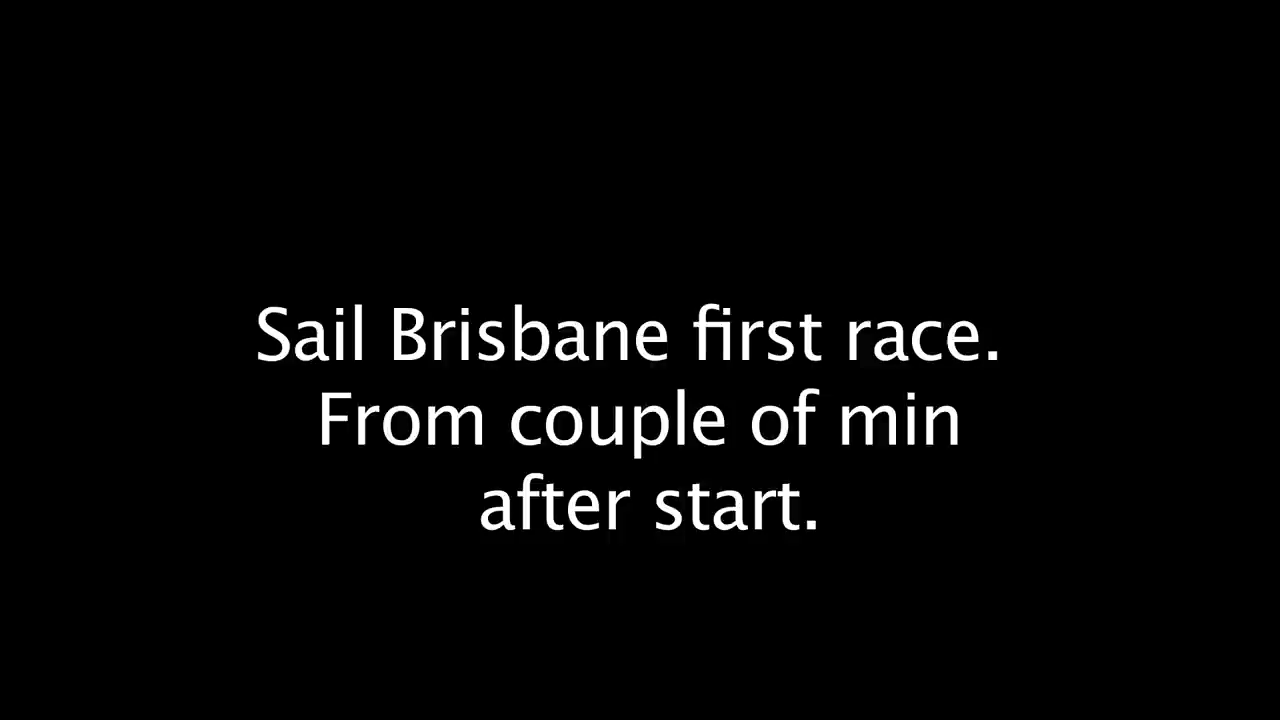 Sail Brisbane first race.
From couple of min
after start.